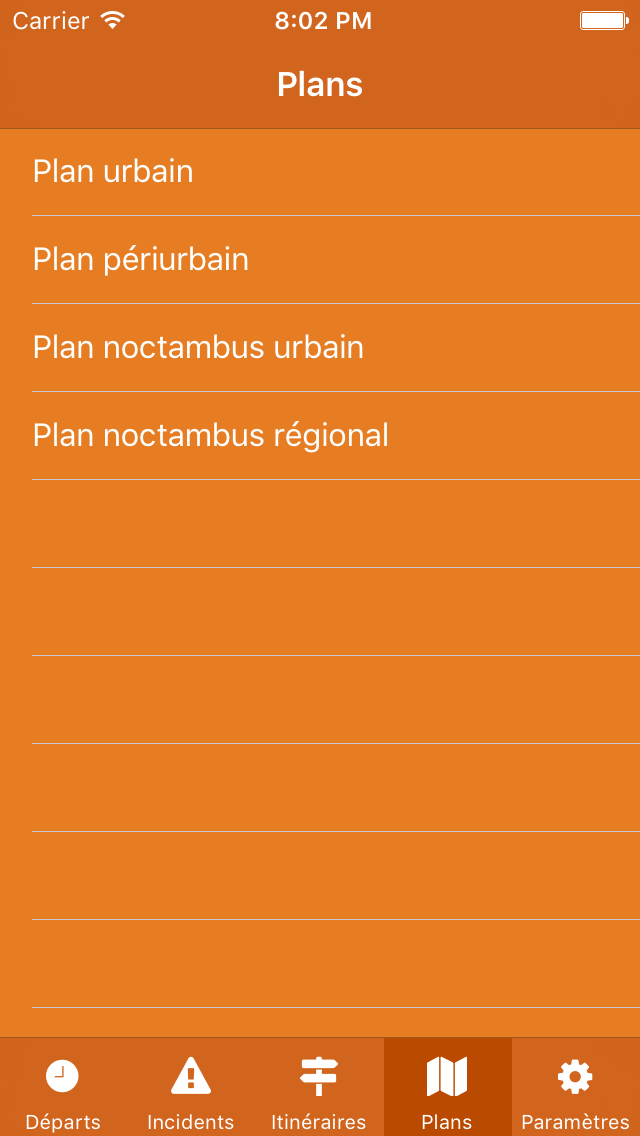 Carrier 8:02 PM
Plans
Plan urbain
Plan périurbain
Plan noctambus urbain
Plan noctambus régional
Départs Incidents Itinéraires Plans Paramètres